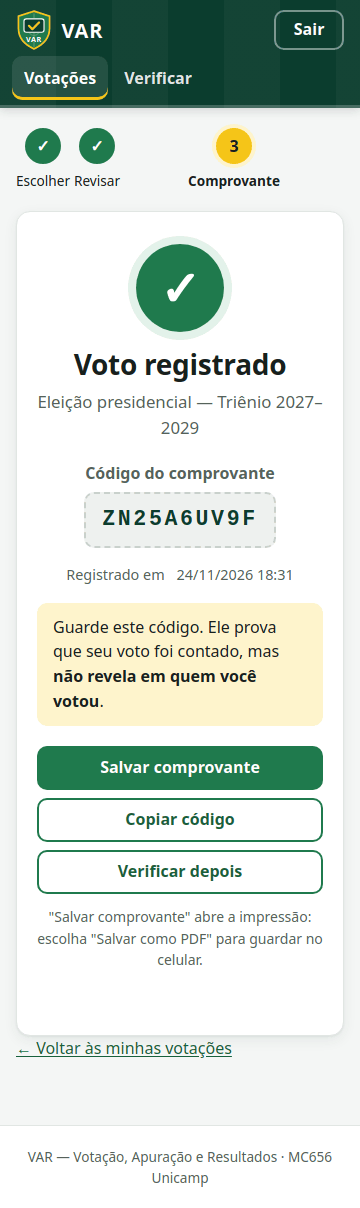 VAR
VAR
Sair
Votações
Verificar
✓
✓
3
Escolher
Revisar
Comprovante
✓
Voto registrado
Eleição presidencial — Triênio 2027–
2029
Código do comprovante
ZN25A6UV9F
Registrado em 24/11/2026 18:31
Guarde este código. Ele prova
que seu voto foi contado, mas
não revela em quem você
votou.
Salvar comprovante
Copiar código
Verificar depois
"Salvar comprovante" abre a impressão:
escolha "Salvar como PDF" para guardar no
celular.
← Voltar às minhas votações
VAR — Votação, Apuração e Resultados · MC656
Unicamp